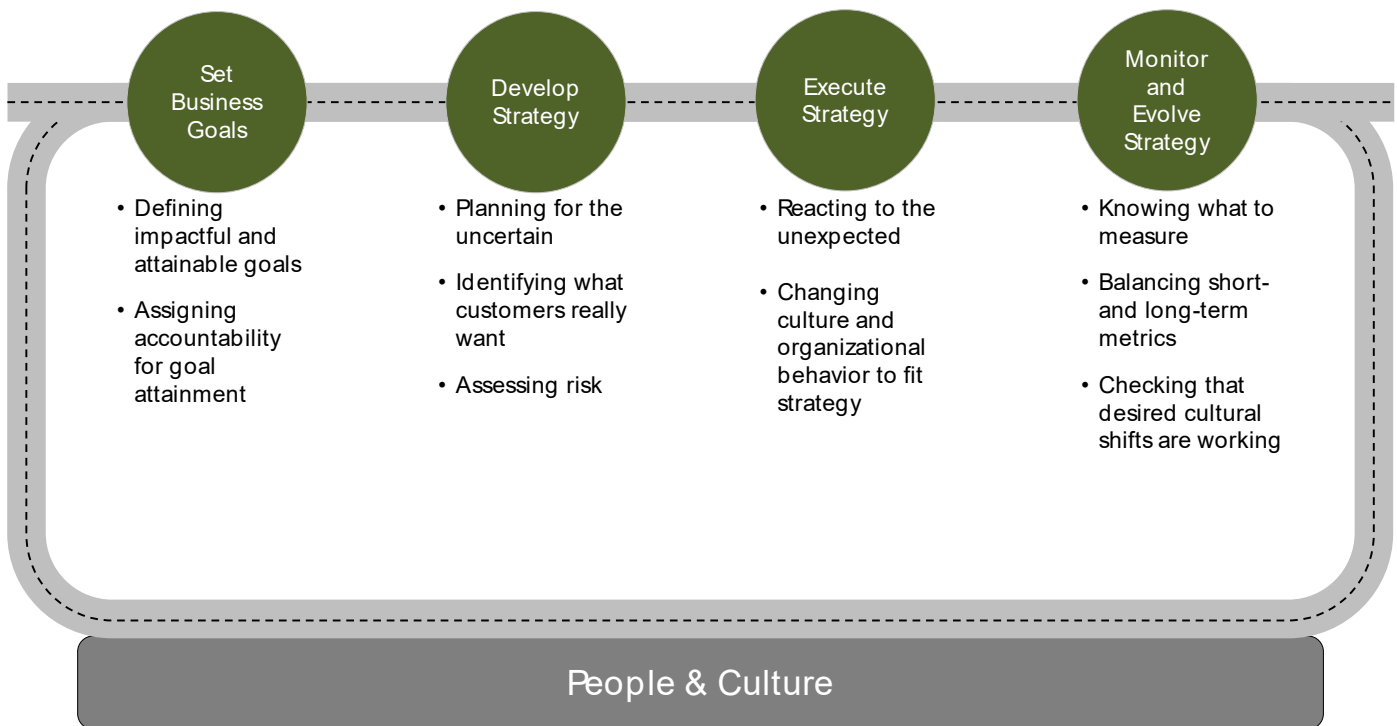 Set
Business
Goals
Develop
Strategy
Execute
Strategy
Monitor
and
Evolve
Strategy
• Defining
impactful and
attainable goals
• Assigning
accountability
for goal
attainment
• Planning for the
uncertain
• Identifying what
customers really
want
• Assessing risk
• Reacting to the
unexpected
• Changing
culture and
organizational
behavior to fit
strategy
• Knowing what to
measure
• Balancing short-
and long-term
metrics
• Checking that
desired cultural
shifts are working
People & Culture